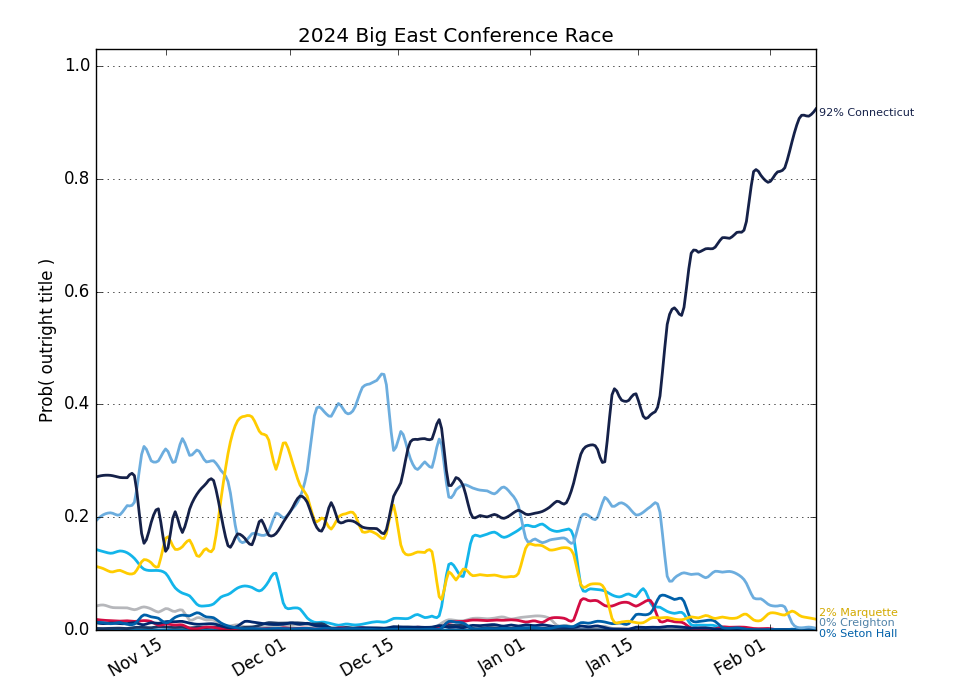 2024 Big East Conference Race
1.0
0.8
0.6
0.4
0.2
0.0
Prob( outright title )
92% Connecticut
2% Marquette
0% Creighton
0% Seton Hall
Nov 15
Dec 01
Dec 15
Jan 01
Jan 15
Feb 01